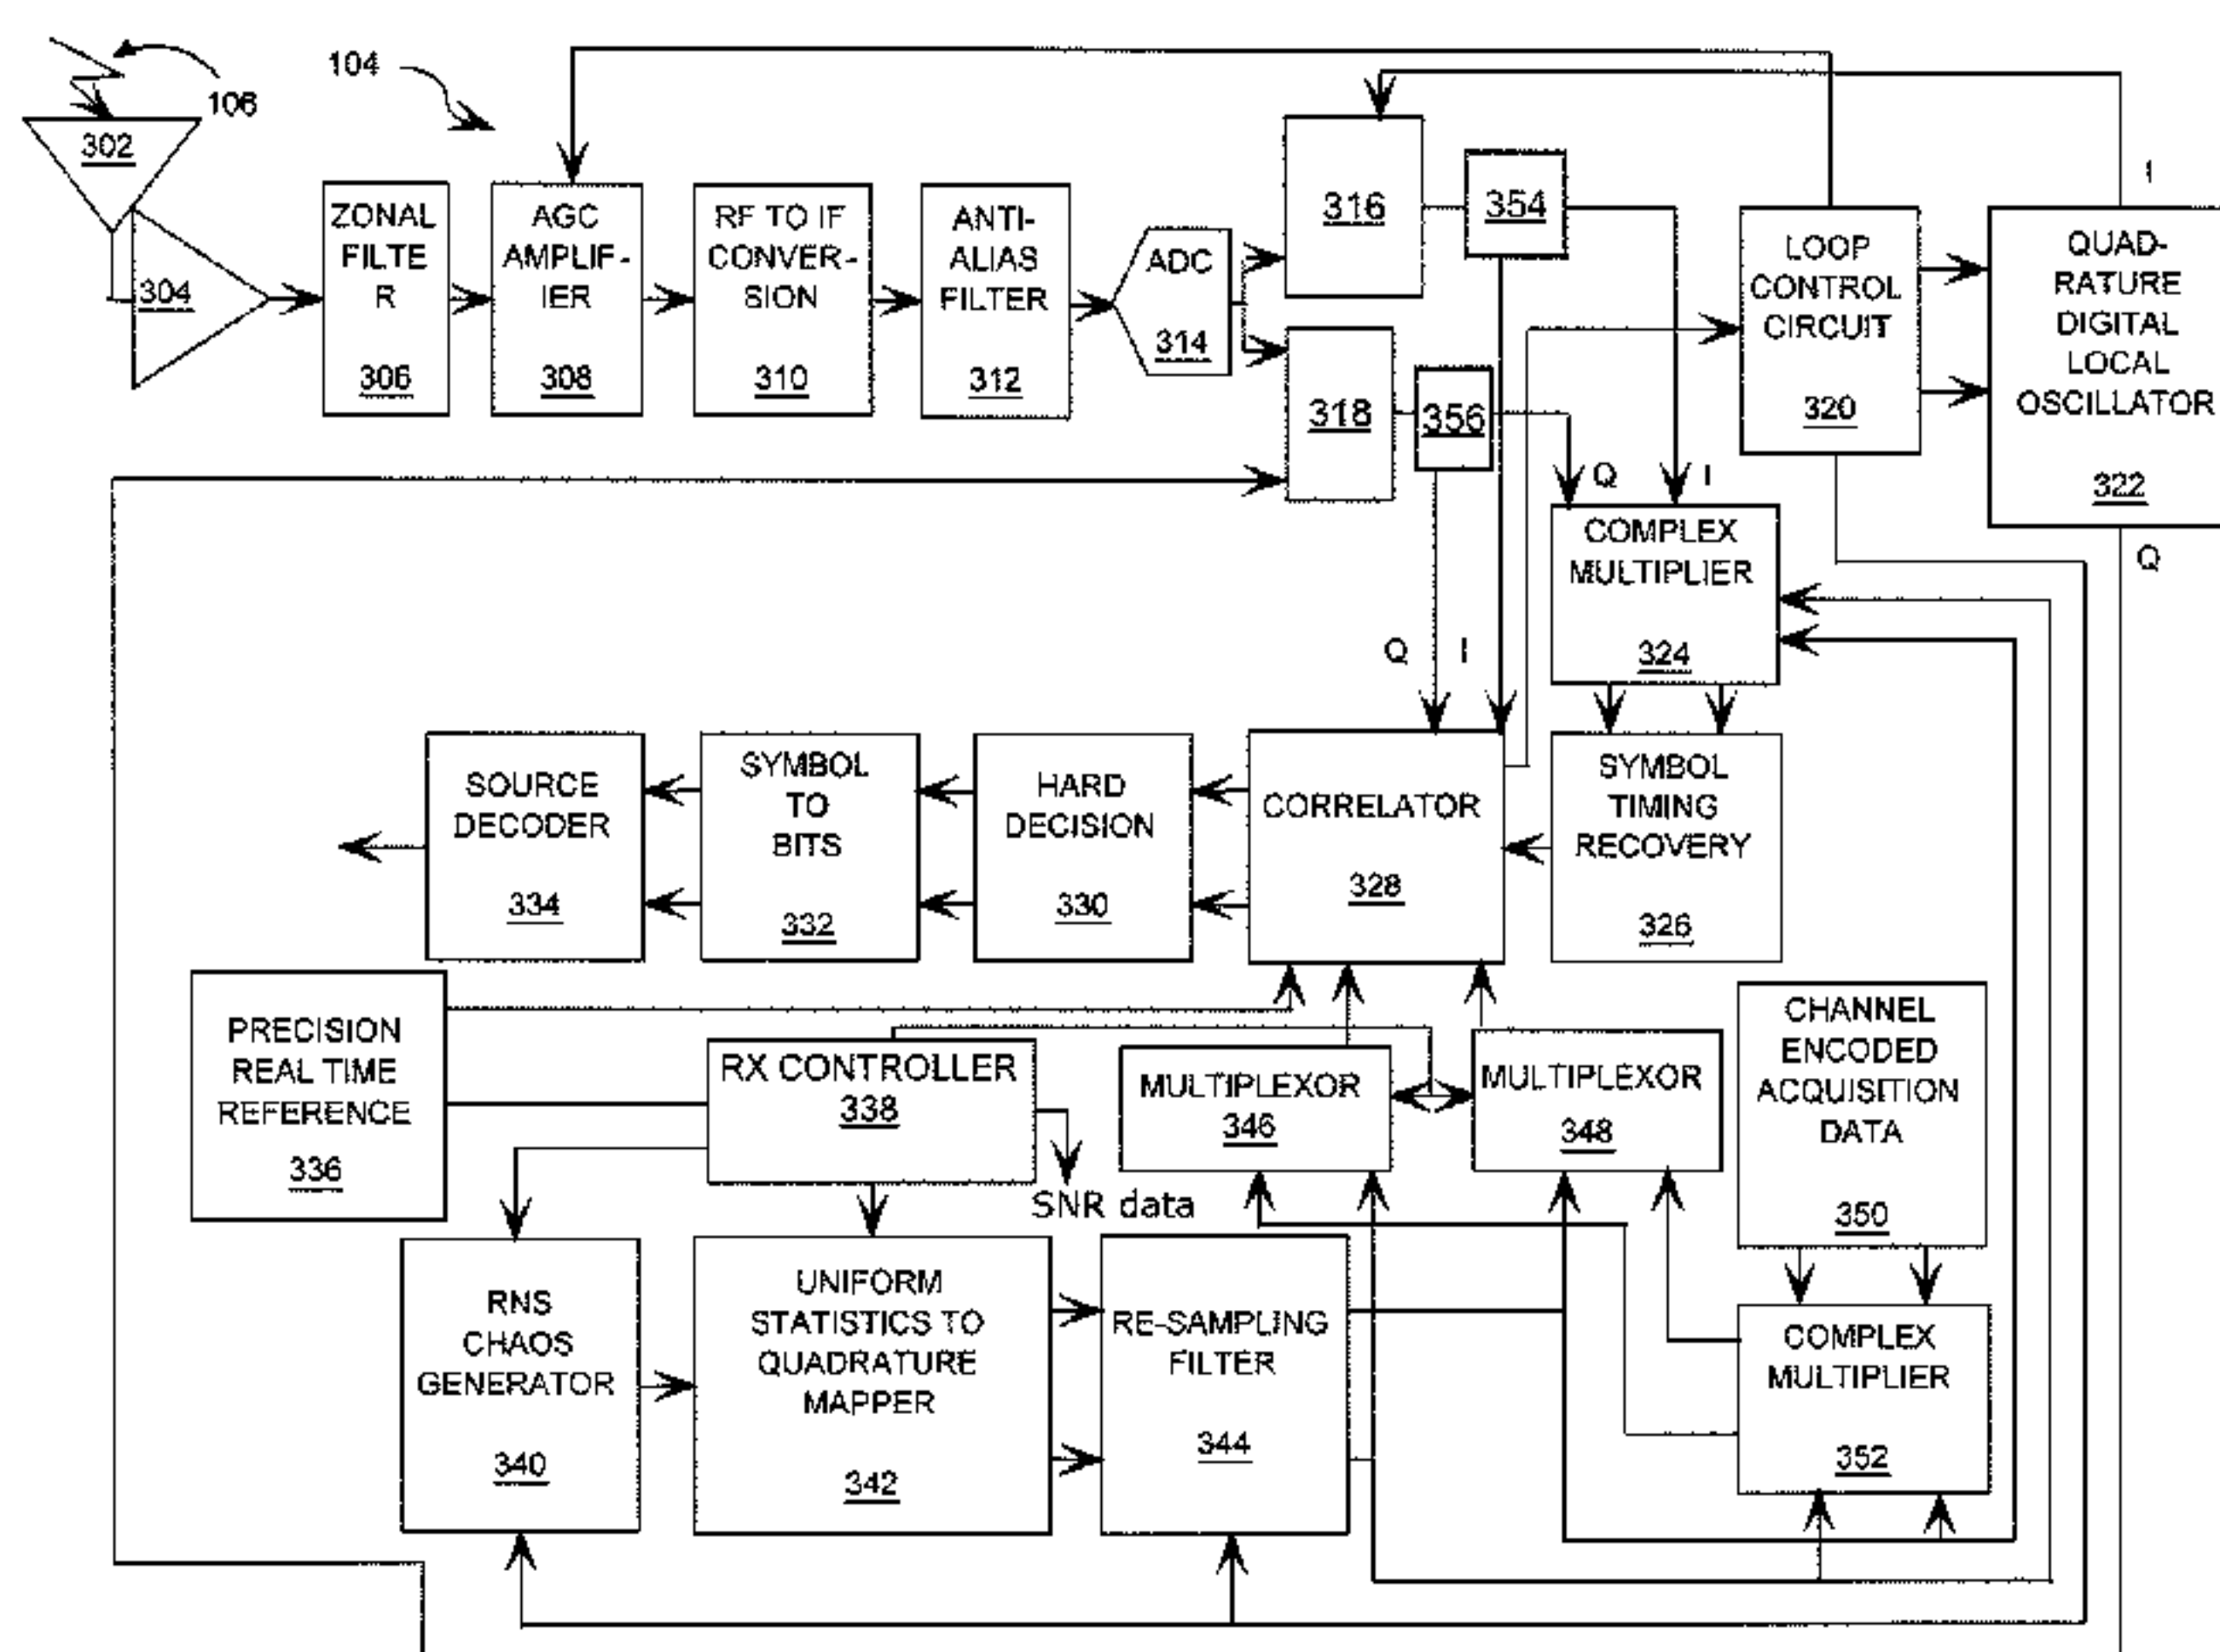 106
104
302
304
ZONAL
FILTE
R
306
AGC
AMPLIF-
IER
308
RF TO IF
CONVER-
SION
310
ANTI-
ALIAS
FILTER
312
ADC
314
316
354
318
356
LOOP
CONTROL
CIRCUIT
320
I
QUAD-
RATURE
DIGITAL
LOCAL
OSCILLATOR
322
Q
Q I
COMPLEX
MULTIPLIER
324
Q I
SOURCE
DECODER
334
SYMBOL
TO
BITS
332
HARD
DECISION
330
CORRELATOR
328
SYMBOL
TIMING
RECOVERY
326
PRECISION
REAL TIME
REFERENCE
336
RX CONTROLLER
338
SNR data
MULTIPLEXOR
346
MULTIPLEXOR
348
CHANNEL
ENCODED
ACQUISITION
DATA
350
RNS
CHAOS
GENERATOR
340
UNIFORM
STATISTICS TO
QUADRATURE
MAPPER
342
RE-SAMPLING
FILTER
344
COMPLEX
MULTIPLIER
352